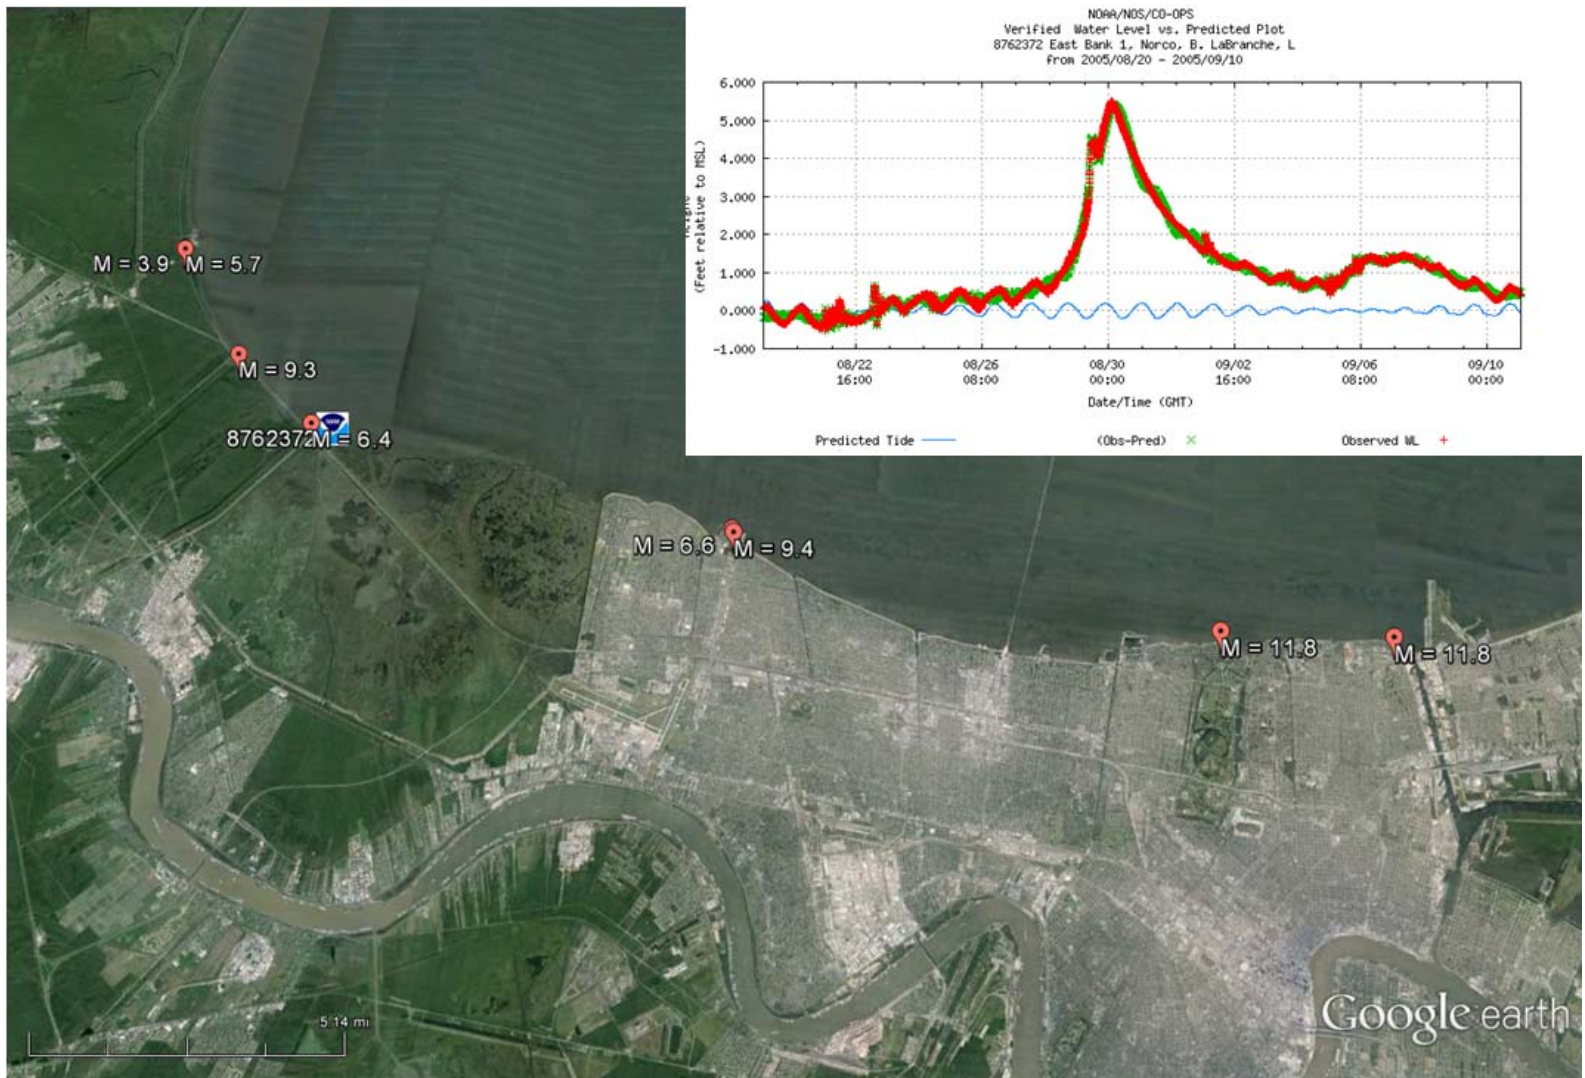 NOAA/NOS/CO-OPS
Verified Water Level vs. Predicted Plot
8762372 East Bank 1, Norco, B. LaBranche, L
from 2005/08/20 - 2005/09/10
6.000
5.000
4.000
3.000
2.000
1.000
0.000
-1.000
(Feet relative to MSL)
08/22 08/26 08/30 09/02 09/06 09/10
16:00 08:00 00:00 16:00 08:00 00:00
Date/Time (GMT)
Predicted Tide (Obs-Pred) Observed WL
M = 3.9 M = 5.7
M = 9.3
8762372 M = 6.4
M = 6.6 M = 9.4
M = 11.8 M = 11.8
5.14 mi
Google earth